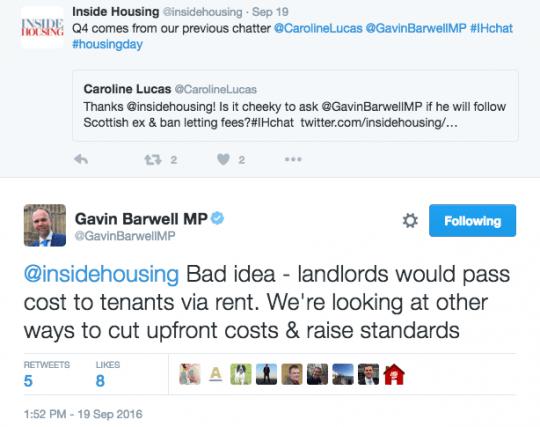 INSIDE
HOUSING
Inside Housing @insidehousing · Sep 19
Q4 comes from our previous chatter @CarolineLucas @GavinBarwellMP #IHchat
#housingday
Caroline Lucas @CarolineLucas
Thanks @insidehousing! Is it cheeky to ask @GavinBarwellMP if he will follow
Scottish ex & ban letting fees?#IHchat twitter.com/insidehousing/...
2 2
Gavin Barwell MP
@GavinBarwellMP
Following
@insidehousing Bad idea - landlords would pass
cost to tenants via rent. We're looking at other
ways to cut upfront costs & raise standards
RETWEETS LIKES
5 8
A
1:52 PM - 19 Sep 2016